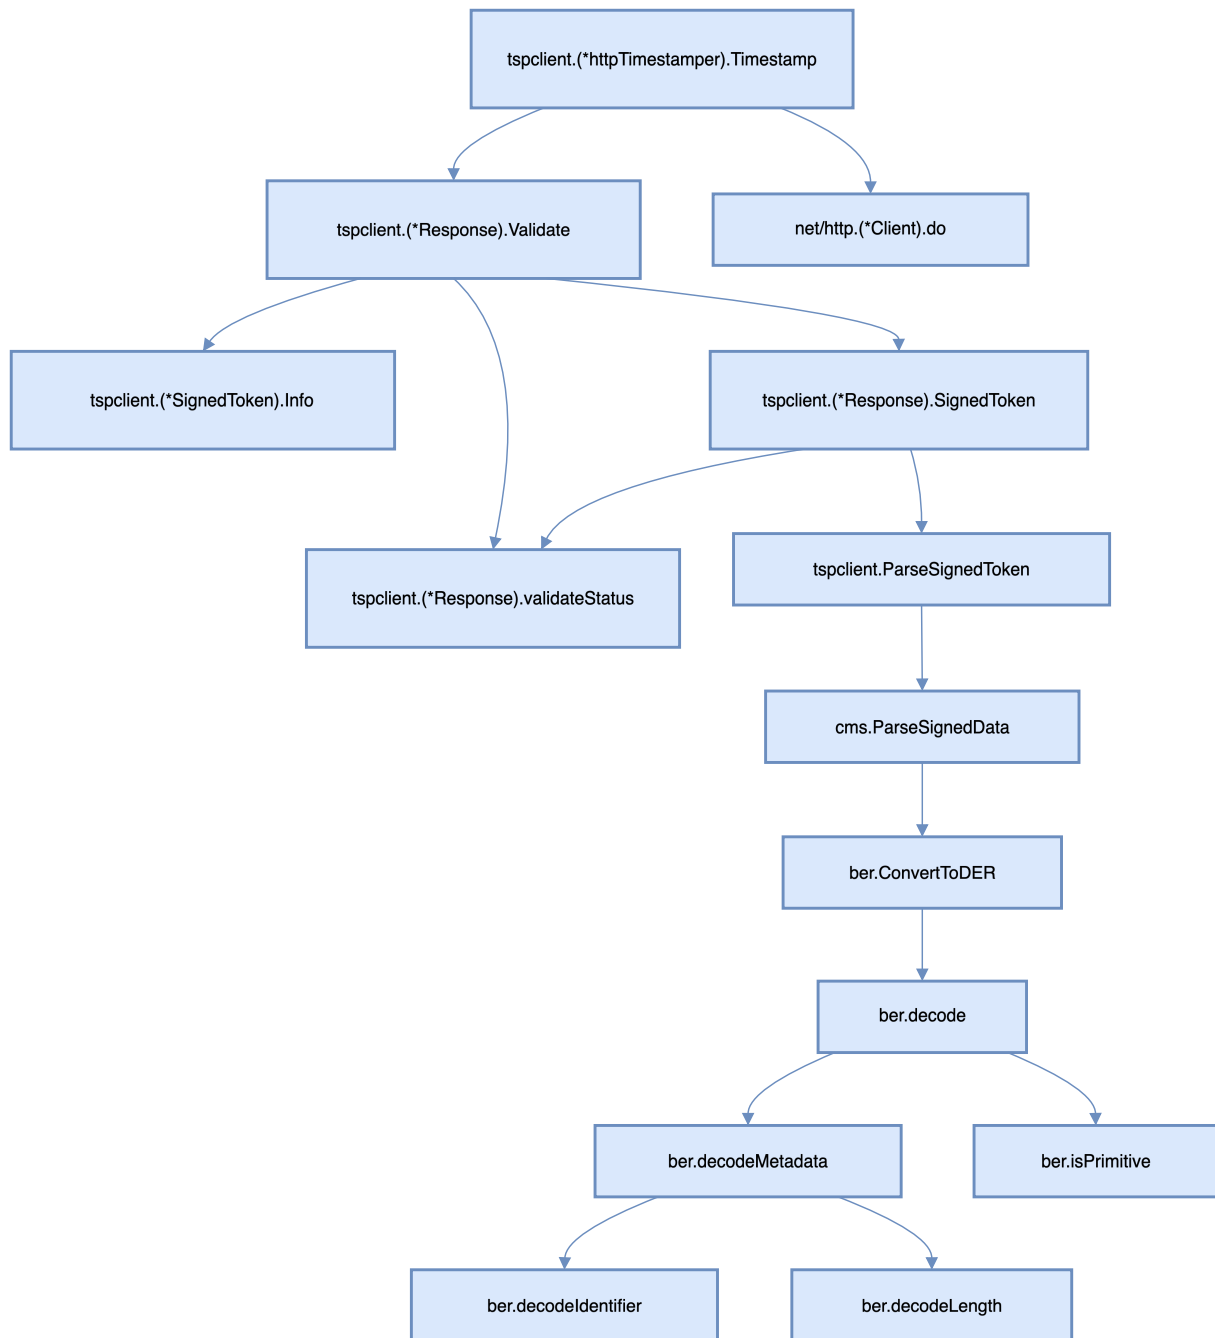 tspclient.(*httpTimestamper).Timestamp
tspclient.(*Response).Validate
net/http.(*Client).do
tspclient.(*SignedToken).Info
tspclient.(*Response).SignedToken
tspclient.ParseSignedToken
tspclient.(*Response).validateStatus
cms.ParseSignedData
ber.ConvertToDER
ber.decode
ber.decodeMetadata
ber.isPrimitive
ber.decodeIdentifier
ber.decodeLength